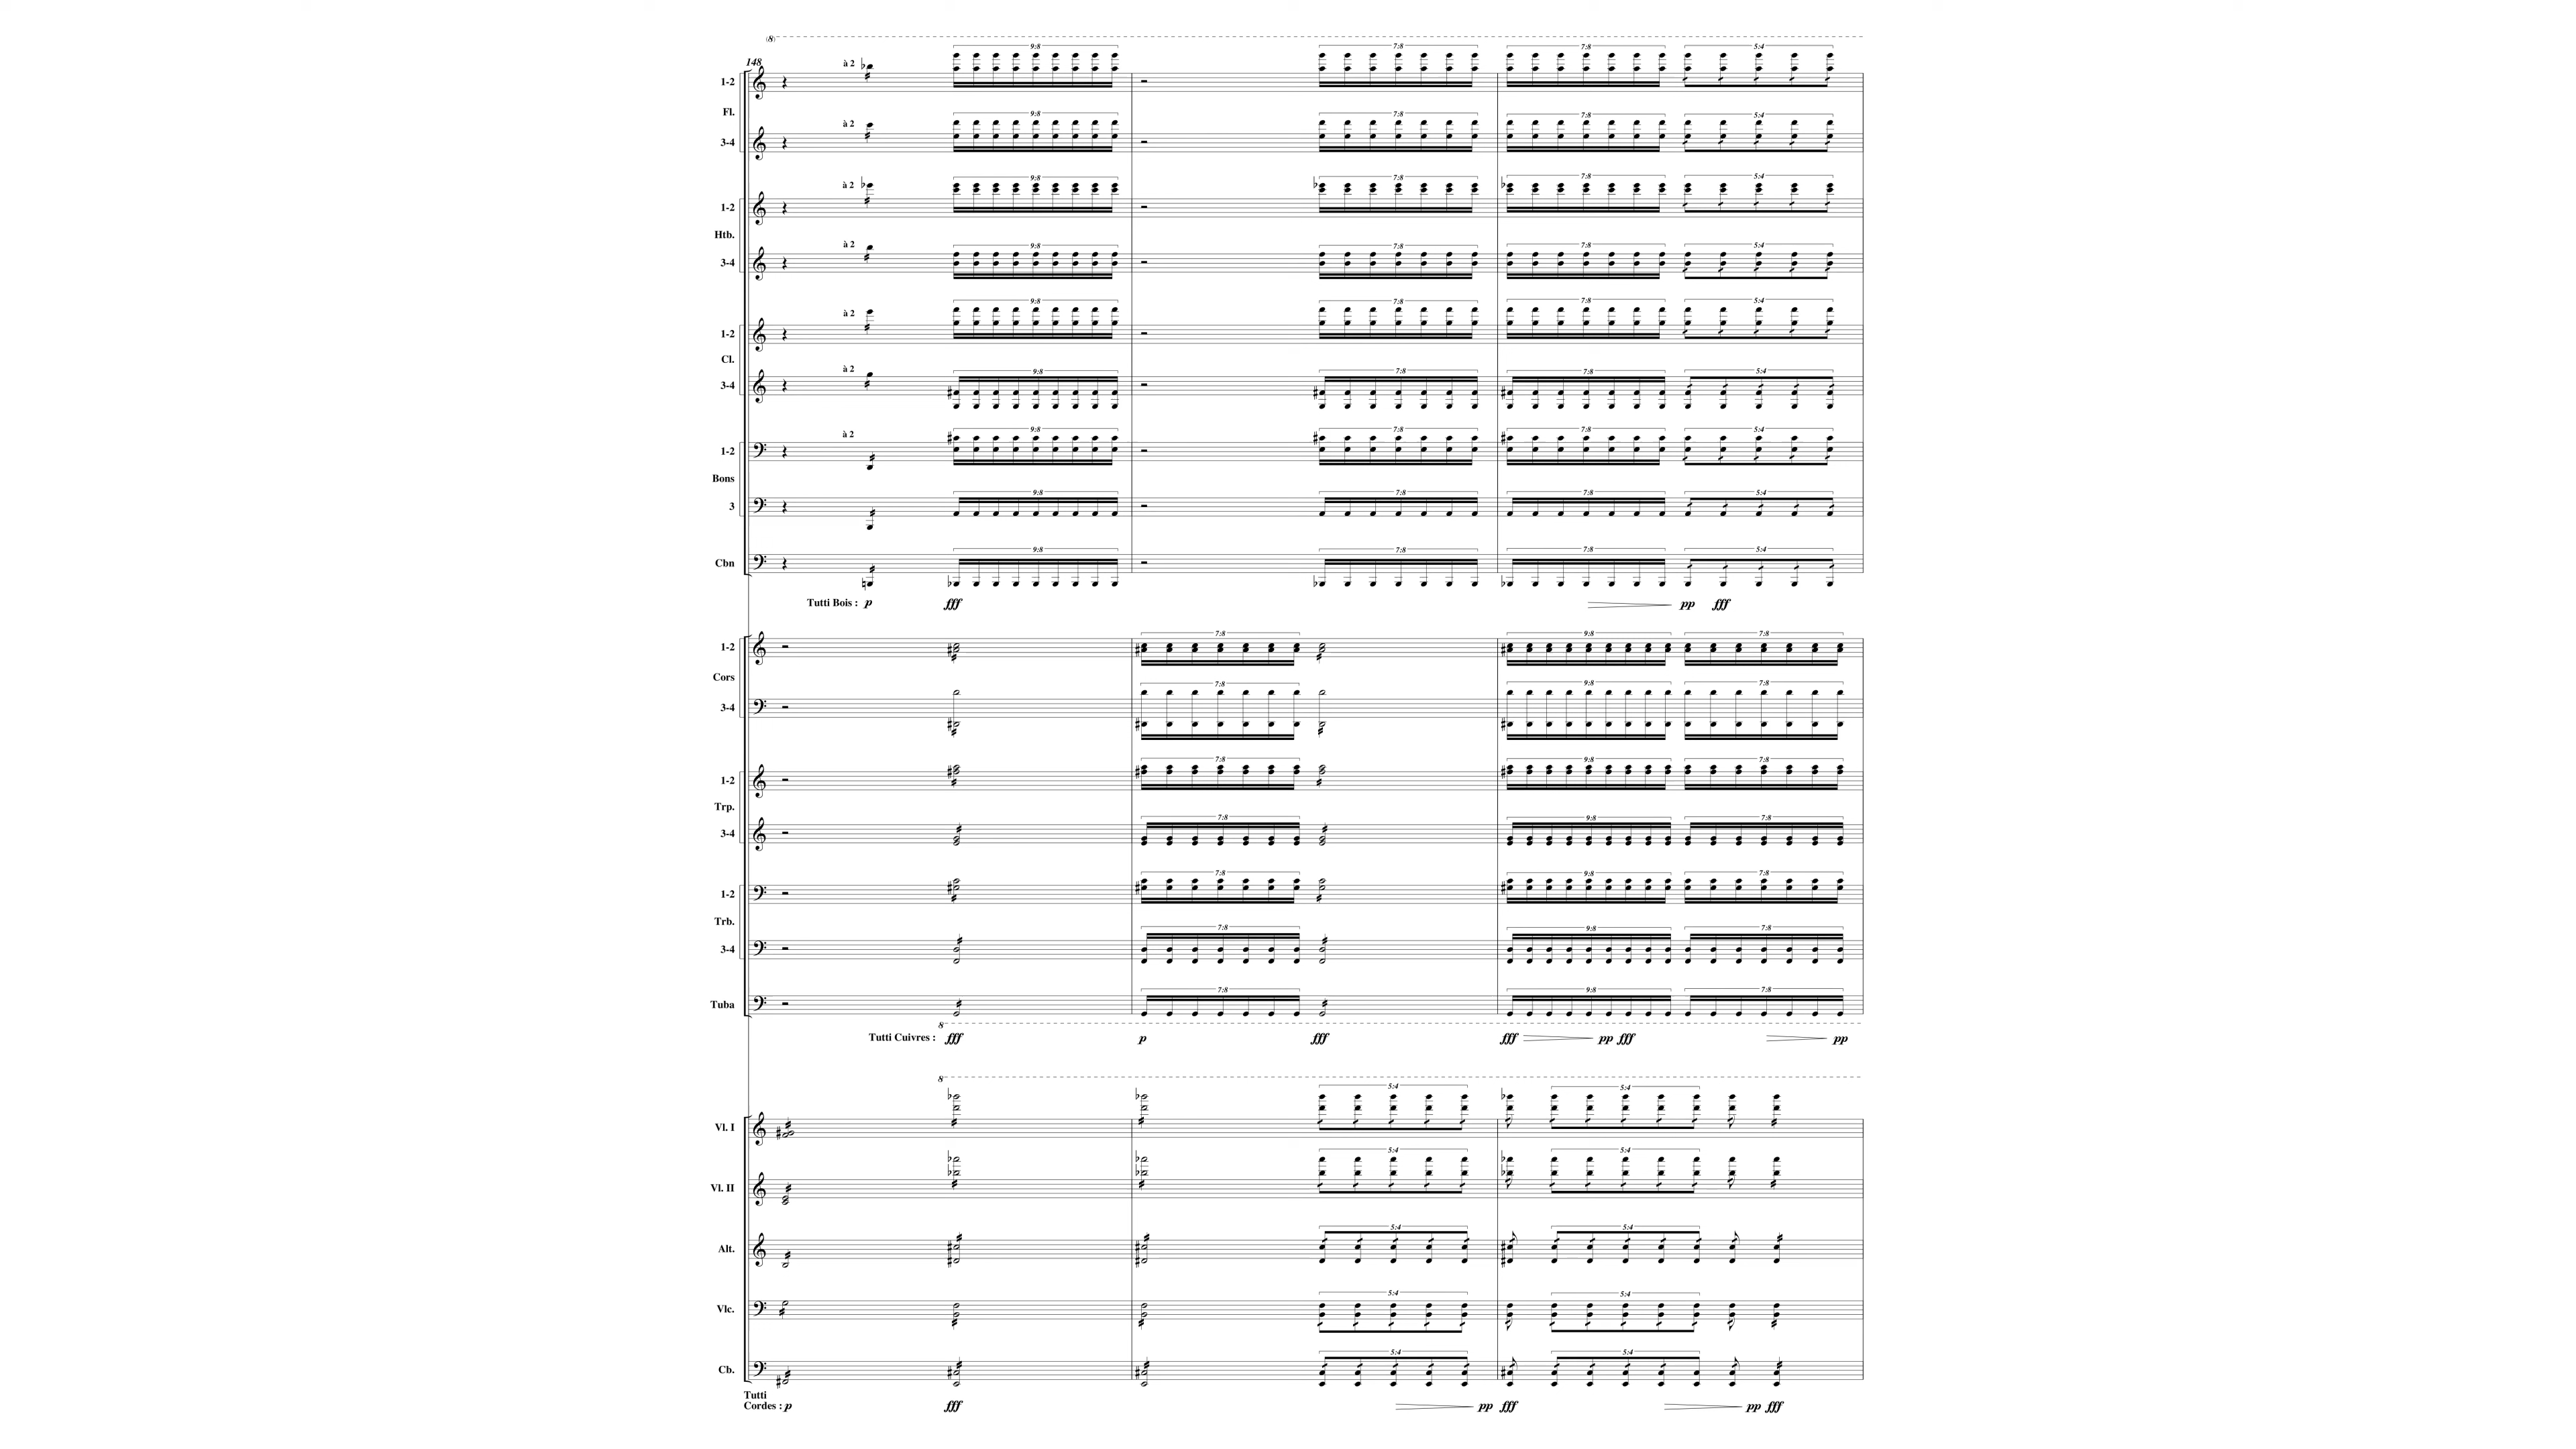 (8)
9:8 7:8 7:8 5:4
148
à 2
1-2
Fl.
9:8 7:8 7:8 5:4
à 2
3-4
9:8 7:8 7:8 5:4
à 2
1-2
Htb.
9:8 7:8 7:8 5:4
à 2
3-4
9:8 7:8 7:8 5:4
à 2
1-2
Cl.
à 2 9:8 7:8 7:8 5:4
3-4
9:8 7:8 7:8 5:4
à 2
1-2
Bons
9:8 7:8 7:8 5:4
3
9:8 7:8 7:8 5:4
Cbn
Tutti Bois : p fff pp fff
7:8 9:8 7:8
1-2
Cors
7:8 9:8 7:8
3-4
7:8 9:8 7:8
1-2
Trp.
7:8 9:8 7:8
3-4
7:8 9:8 7:8
1-2
Trb.
7:8 9:8 7:8
3-4
7:8 9:8 7:8
Tuba
8
Tutti Cuivres : fff p fff fff pp fff pp
8
5:4 5:4
Vl. I
5:4 5:4
Vl. II
5:4 5:4
Alt.
5:4 5:4
Vlc.
5:4 5:4
Cb.
Tutti
Cordes : p fff pp fff pp fff